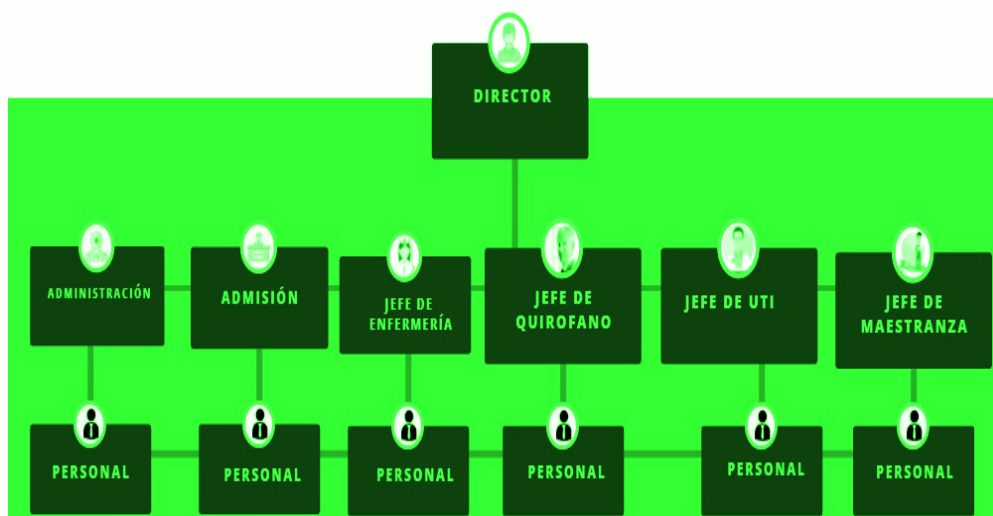 DIRECTOR
ADMINISTRACIÓN
ADMISIÓN
JEFE DE
ENFERMERÍA
JEFE DE
QUIROFANO
JEFE DE UTI
JEFE DE
MAESTRANZA
PERSONAL
PERSONAL
PERSONAL
PERSONAL
PERSONAL
PERSONAL